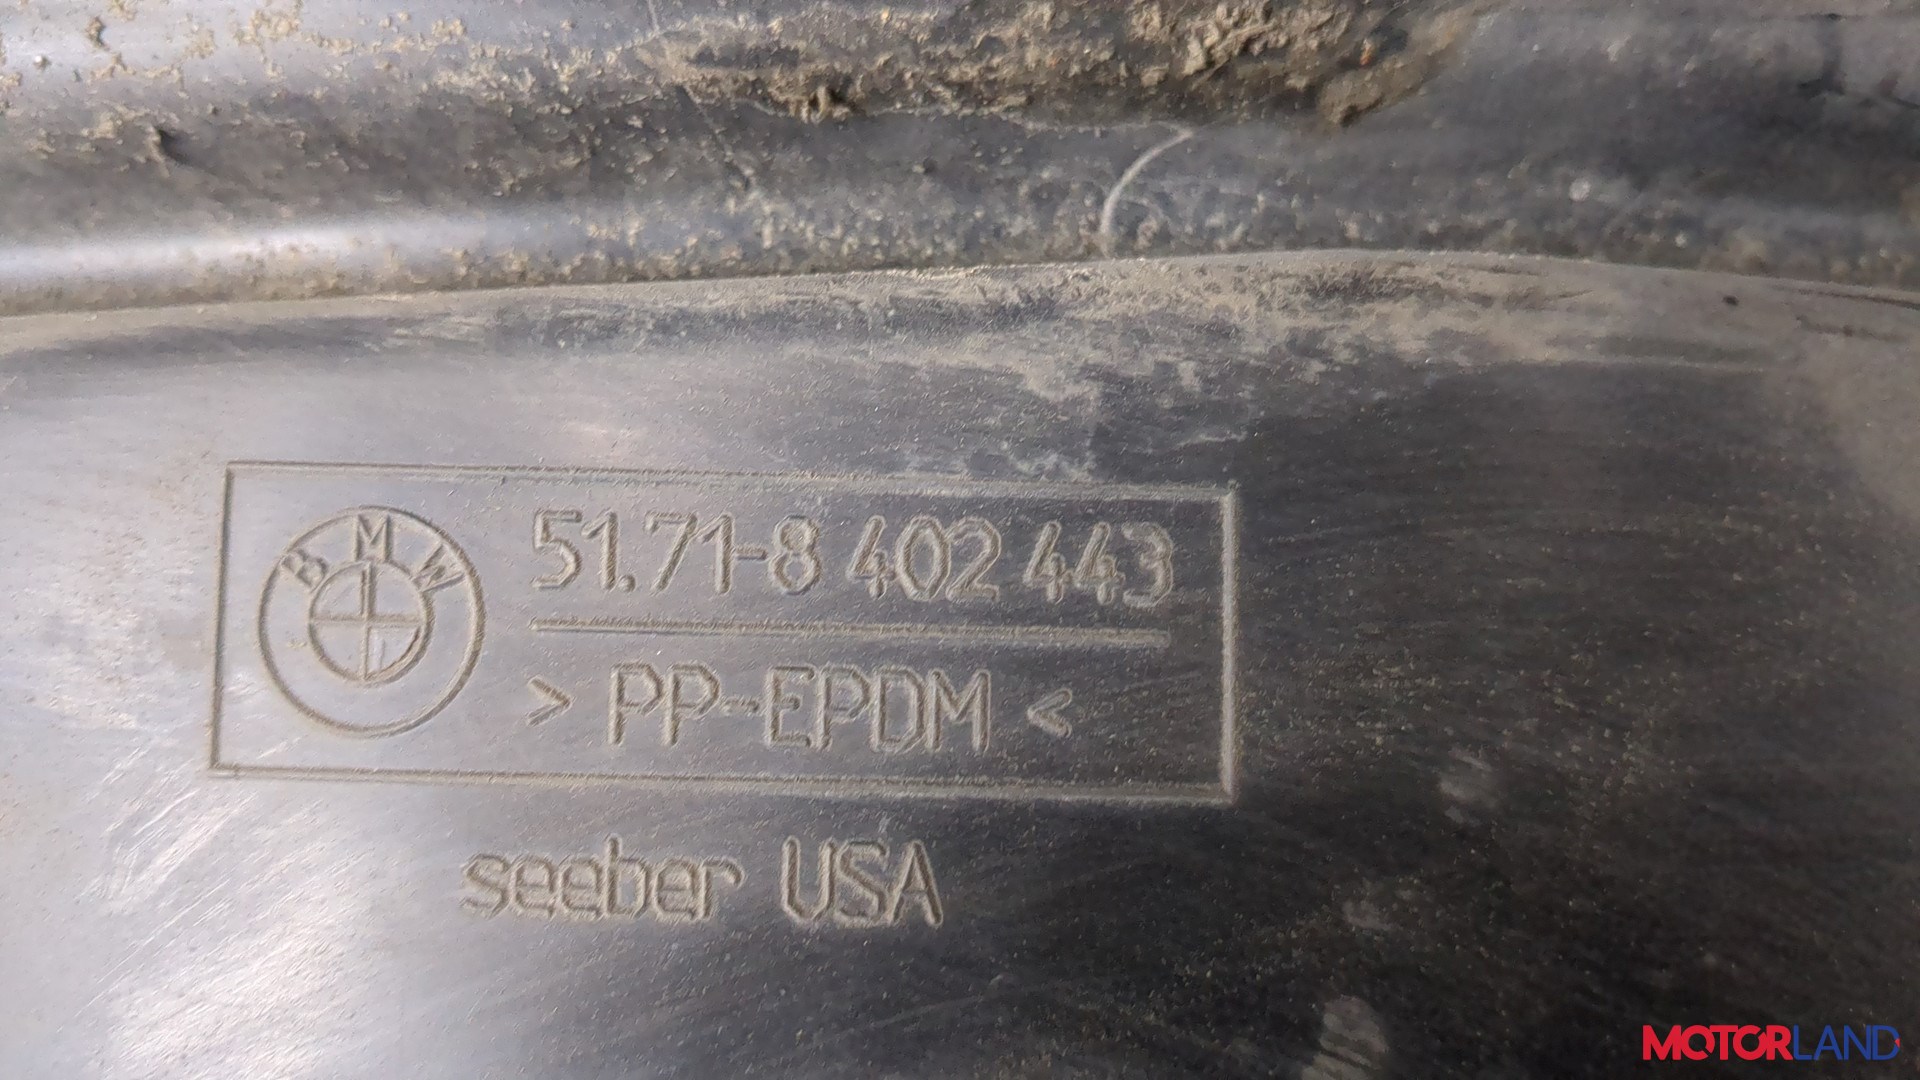 BMW
51.71-8 402 443
> PP-EPDM <
seeber USA
MOTORLAND